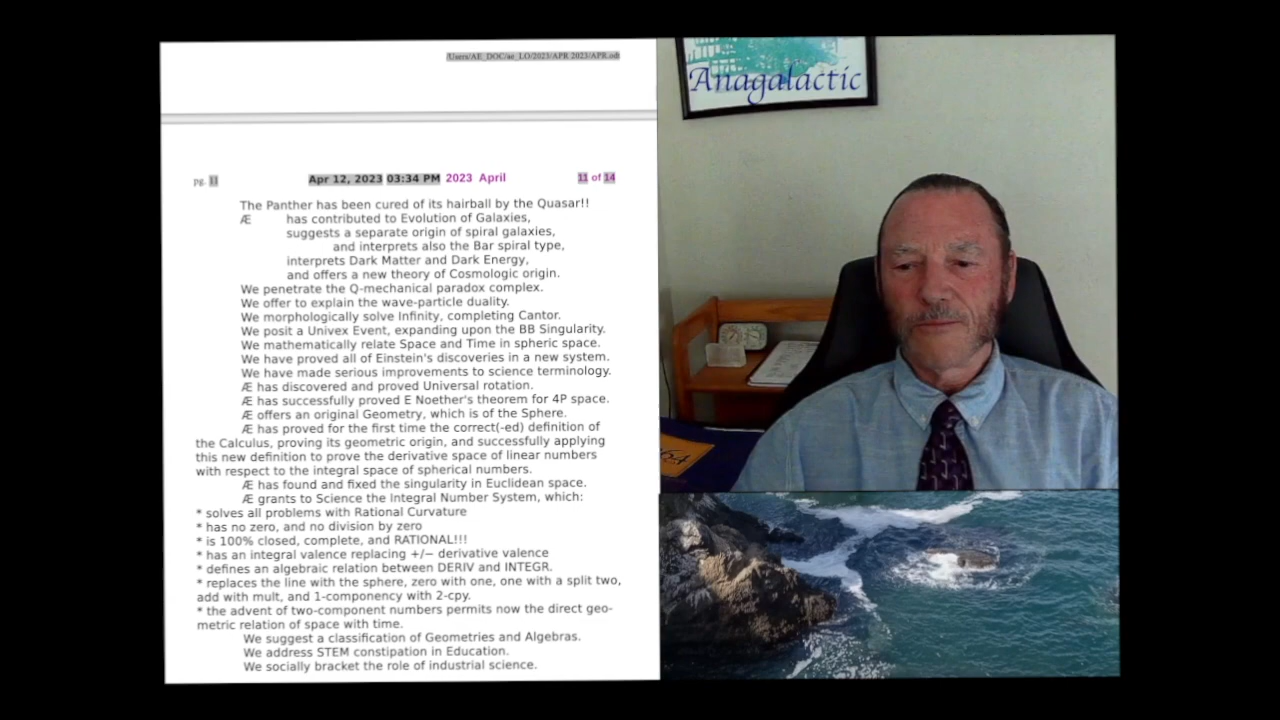 /Users/AE_DOC/ae_LO/2023/APR 2023/APR.odt
pg. 11 Apr 12, 2023 03:34 PM 2023 April 11 of 14
The Panther has been cured of its hairball by the Quasar!!
Æ has contributed to Evolution of Galaxies,
suggests a separate origin of spiral galaxies,
and interprets also the Bar spiral type,
interprets Dark Matter and Dark Energy,
and offers a new theory of Cosmologic origin.
We penetrate the Q-mechanical paradox complex.
We offer to explain the wave-particle duality.
We morphologically solve Infinity, completing Cantor.
We posit a Univex Event, expanding upon the BB Singularity.
We mathematically relate Space and Time in spheric space.
We have proved all of Einstein's discoveries in a new system.
We have made serious improvements to science terminology.
Æ has discovered and proved Universal rotation.
Æ has successfully proved E Noether's theorem for 4P space.
Æ offers an original Geometry, which is of the Sphere.
Æ has proved for the first time the correct(-ed) definition of
the Calculus, proving its geometric origin, and successfully applying
this new definition to prove the derivative space of linear numbers
with respect to the integral space of spherical numbers.
Æ has found and fixed the singularity in Euclidean space.
Æ grants to Science the Integral Number System, which:
* solves all problems with Rational Curvature
* has no zero, and no division by zero
* is 100% closed, complete, and RATIONAL!!!
* has an integral valence replacing +/− derivative valence
* defines an algebraic relation between DERIV and INTEGR.
* replaces the line with the sphere, zero with one, one with a split two,
add with mult, and 1-componency with 2-cpy.
* the advent of two-component numbers permits now the direct geo-
metric relation of space with time.
We suggest a classification of Geometries and Algebras.
We address STEM constipation in Education.
We socially bracket the role of industrial science.
Anagalactic
64